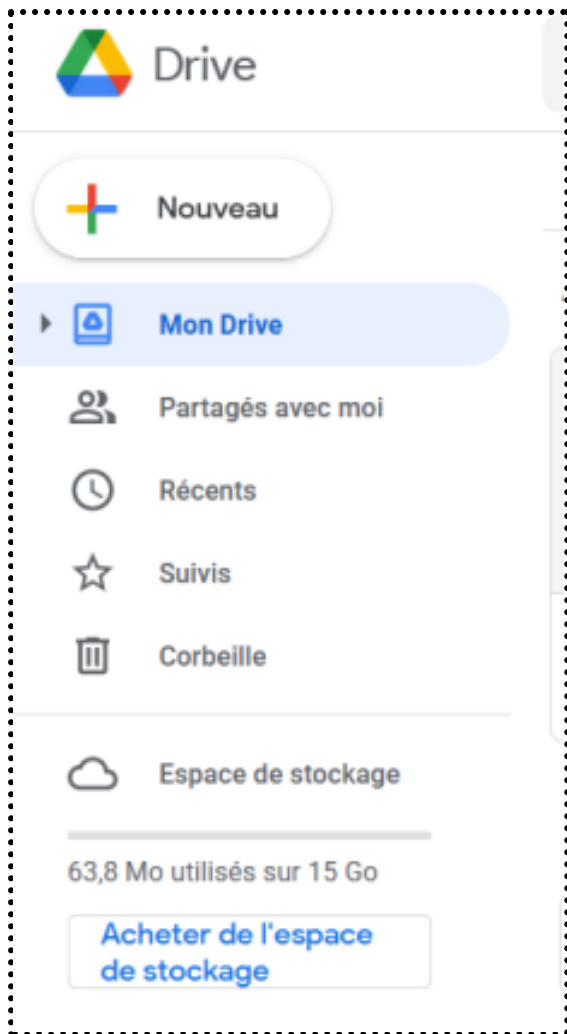 Drive
Nouveau
Mon Drive
Partagés avec moi
Récents
Suivis
Corbeille
Espace de stockage
63,8 Mo utilisés sur 15 Go
Acheter de l'espace
de stockage